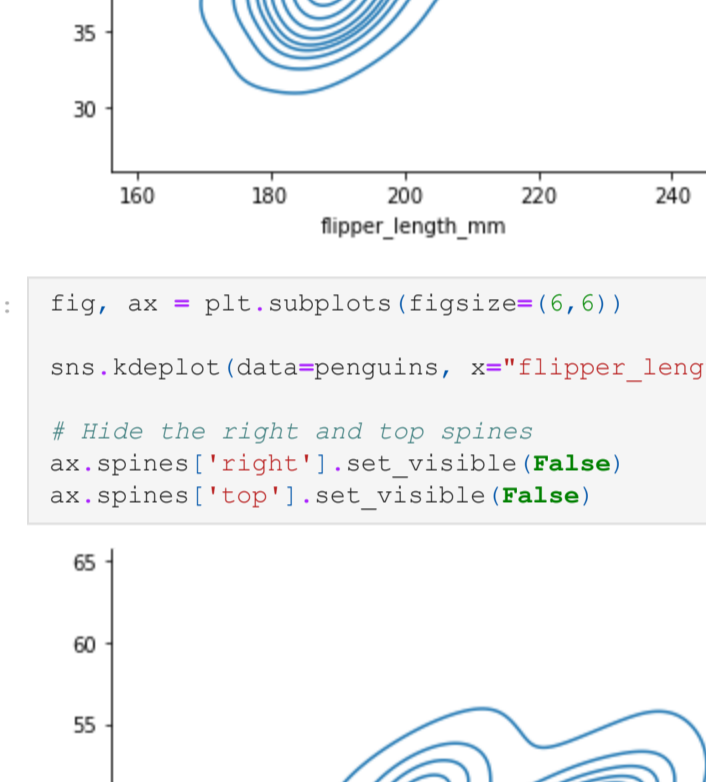 35
30
160 180 200 220 240
flipper_length_mm
:
fig, ax = plt.subplots(figsize=(6,6))
sns.kdeplot(data=penguins, x="flipper_leng
# Hide the right and top spines
ax.spines['right'].set_visible(False)
ax.spines['top'].set_visible(False)
65
60
55